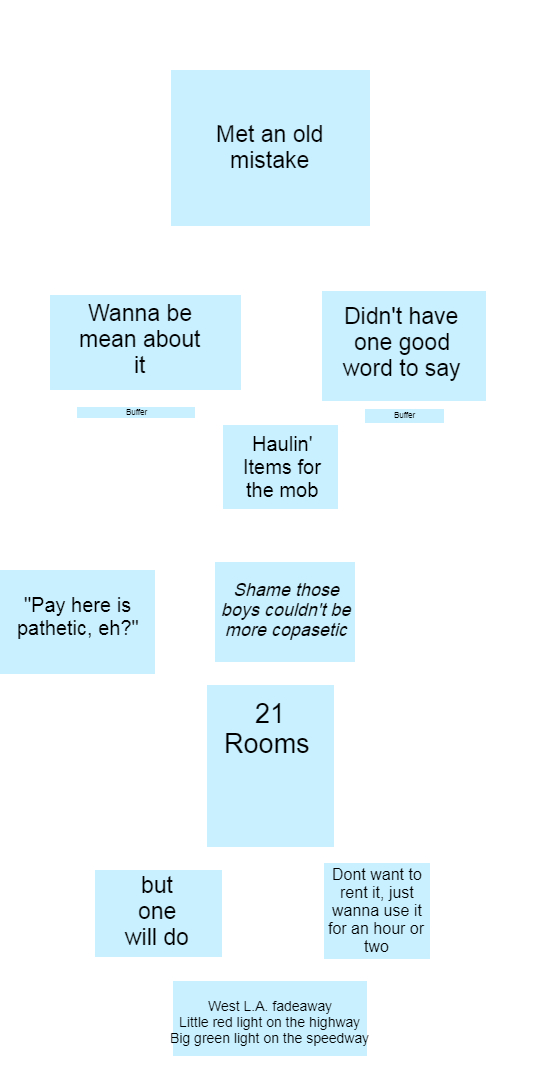 Met an old
mistake
Wanna be
mean about
it
Didn't have
one good
word to say
Buffer
Buffer
Haulin'
Items for
the mob
"Pay here is
pathetic, eh?"
Shame those
boys couldn't be
more copasetic
21
Rooms
but
one
will do
Dont want to
rent it, just
wanna use it
for an hour or
two
West L.A. fadeaway
Little red light on the highway
Big green light on the speedway